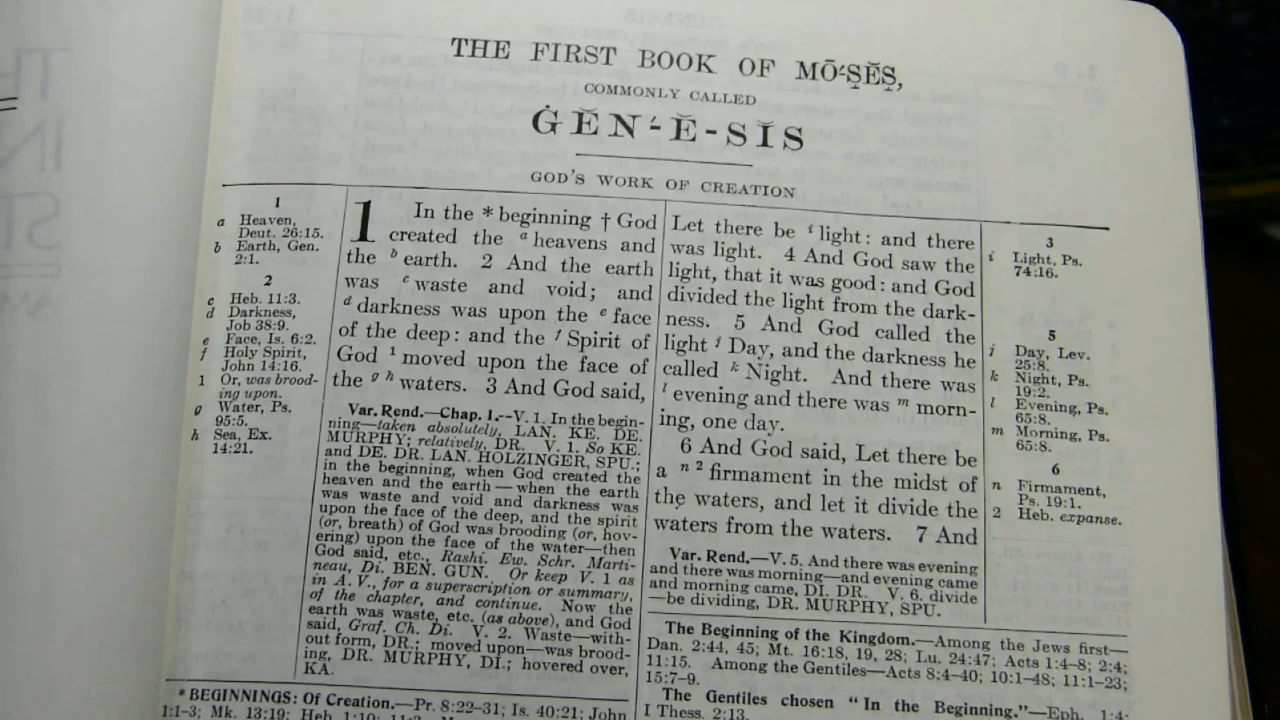 THE FIRST BOOK OF MŌ´ṢĔṢ,
COMMONLY CALLED
ĠĔN´-Ĕ-SĬS
GOD'S WORK OF CREATION
1
a Heaven,
Deut. 26:15.
b Earth, Gen.
2:1.
2
c Heb. 11:3.
d Darkness,
Job 38:9.
e Face, Is. 6:2.
f Holy Spirit,
John 14:16.
1 Or, was brood-
ing upon.
g Water, Ps.
95:5.
h Sea, Ex.
14:21.
1 In the * beginning † God
created the a heavens and
the b earth. 2 And the earth
was c waste and void; and
d darkness was upon the e face
of the deep: and the f Spirit of
God 1 moved upon the face of
the g h waters. 3 And God said,
Var. Rend.—Chap. 1.--V. 1. In the begin-
ning—taken absolutely, LAN. KE. DE.
MURPHY; relatively, DR. V. 1. So KE.
and DE. DR. LAN. HOLZINGER, SPU.;
in the beginning, when God created the
heaven and the earth—when the earth
was waste and void and darkness was
upon the face of the deep, and the spirit
(or, breath) of God was brooding (or, hov-
ering) upon the face of the water—then
God said, etc., Rashi. Ew. Schr. Marti-
neau, Di. BEN. GUN. Or keep V. 1 as
in A. V., for a superscription or summary,
of the chapter, and continue. Now the
earth was waste, etc. (as above), and God
said, Graf. Ch. Di. V. 2. Waste—with-
out form, DR.; moved upon—was brood-
ing, DR. MURPHY, DI.; hovered over,
KA.
Let there be i light: and there
was light. 4 And God saw the
light, that it was good: and God
divided the light from the dark-
ness. 5 And God called the
light j Day, and the darkness he
called k Night. And there was
l evening and there was m morn-
ing, one day.
6 And God said, Let there be
a n 2 firmament in the midst of
the waters, and let it divide the
waters from the waters. 7 And
Var. Rend.—V. 5. And there was evening
and there was morning—and evening came
and morning came, DI. DR. V. 6. divide
—be dividing, DR. MURPHY, SPU.
3
i Light, Ps.
74:16.
5
j Day, Lev.
25:8.
k Night, Ps.
19:2.
l Evening, Ps.
65:8.
m Morning, Ps.
65:8.
6
n Firmament,
Ps. 19:1.
2 Heb. expanse.
* BEGINNINGS: Of Creation.—Pr. 8:22-31; Is. 40:21; John
1:1-3; Mk. 13:19; Heb. 1:10;
The Beginning of the Kingdom.—Among the Jews first—
Dan. 2:44, 45; Mt. 16:18, 19, 28; Lu. 24:47; Acts 1:4-8; 2:4;
11:15. Among the Gentiles—Acts 8:4-40; 10:1-48; 11:1-23;
15:7-9.
The Gentiles chosen "In the Beginning."—Eph. 1:4;
I Thess. 2:13.